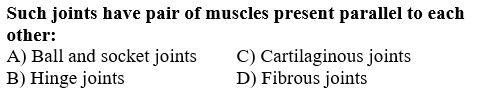 Such joints have pair of muscles present parallel to each
other:
A) Ball and socket joints C) Cartilaginous joints
B) Hinge joints D) Fibrous joints